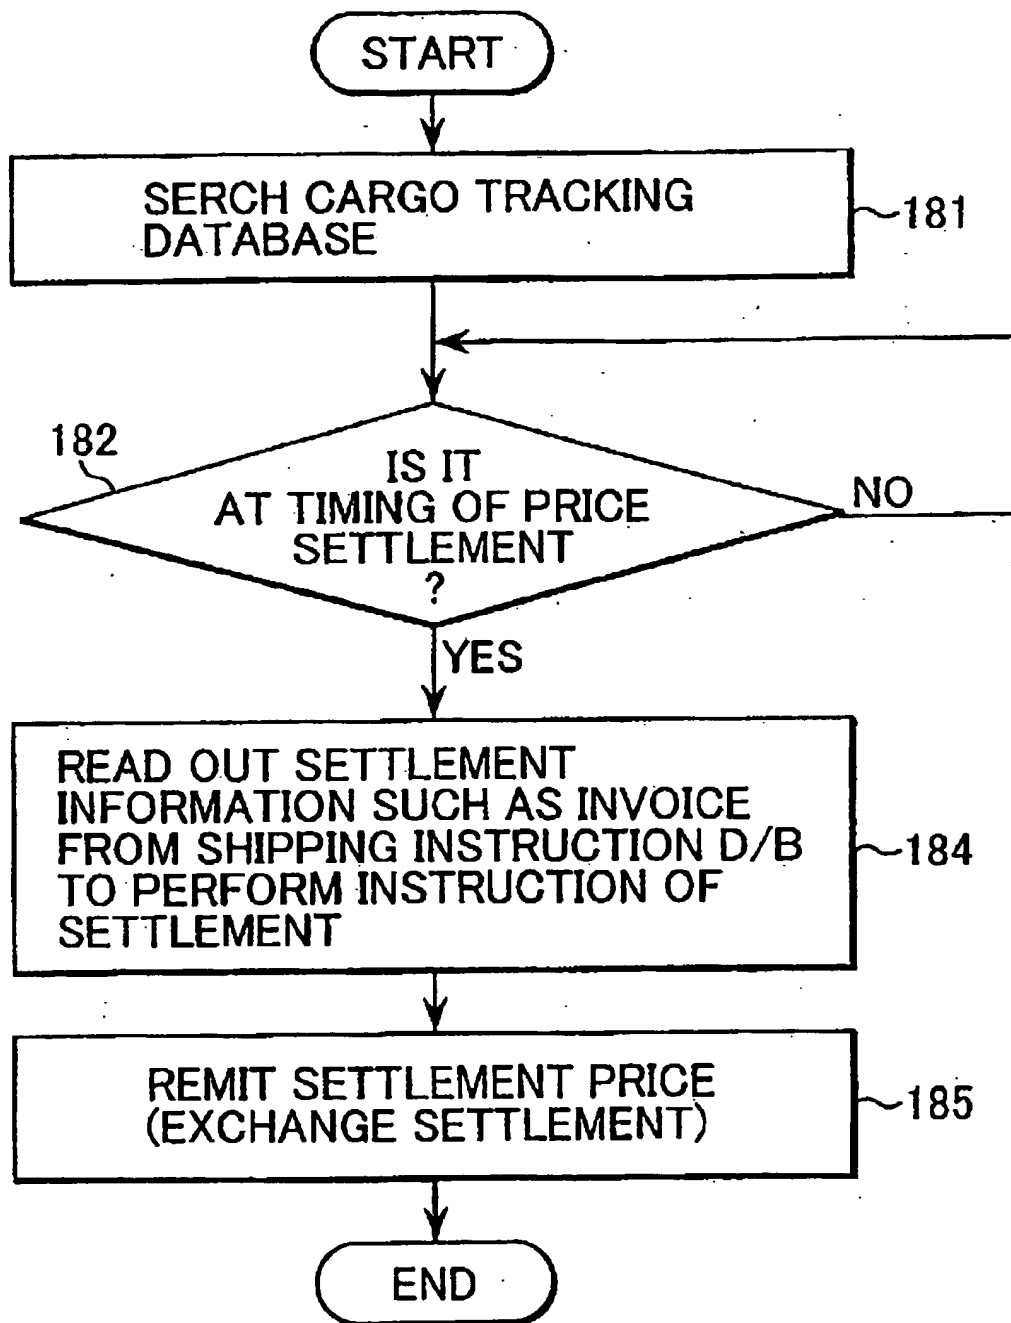 START
SERCH CARGO TRACKING
DATABASE
181
182
IS IT
AT TIMING OF PRICE
SETTLEMENT
?
NO
YES
READ OUT SETTLEMENT
INFORMATION SUCH AS INVOICE
FROM SHIPPING INSTRUCTION D/B
TO PERFORM INSTRUCTION OF
SETTLEMENT
184
REMIT SETTLEMENT PRICE
(EXCHANGE SETTLEMENT)
185
END